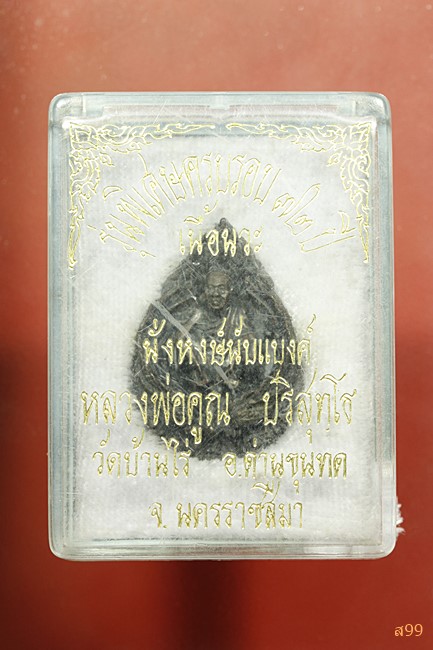 รุ่นพิเศษครบรอบ ๗๒ ปี
เนื้อพระ
นั่งหงษ์นับแบงค์
หลวงพ่อคูณ ปริสุทฺโธ
วัดบ้านไร่ อ.ด่านขุนทด
จ. นครราชสีมา
ส99